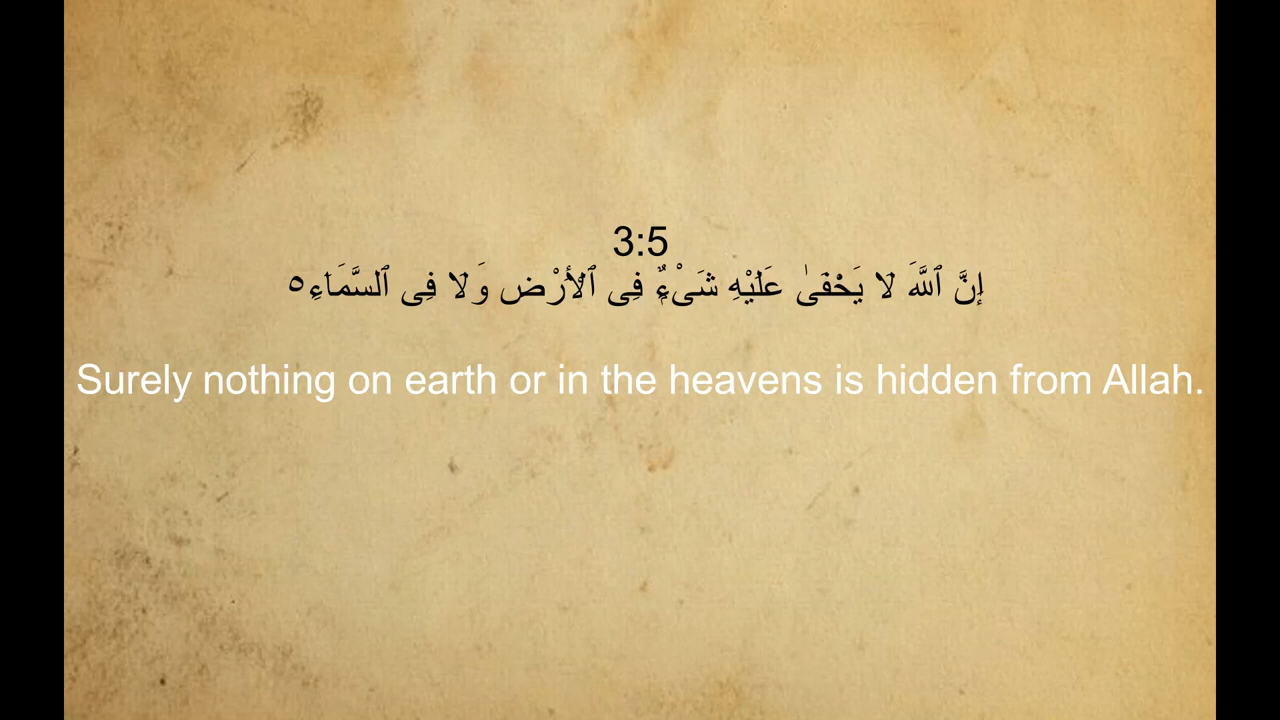 3:5
إِنَّ ٱللَّهَ لَا يَخْفَىٰ عَلَيْهِ شَىْءٌۭ فِى ٱلْأَرْضِ وَلَا فِى ٱلسَّمَآءِ ٥
Surely nothing on earth or in the heavens is hidden from Allah.